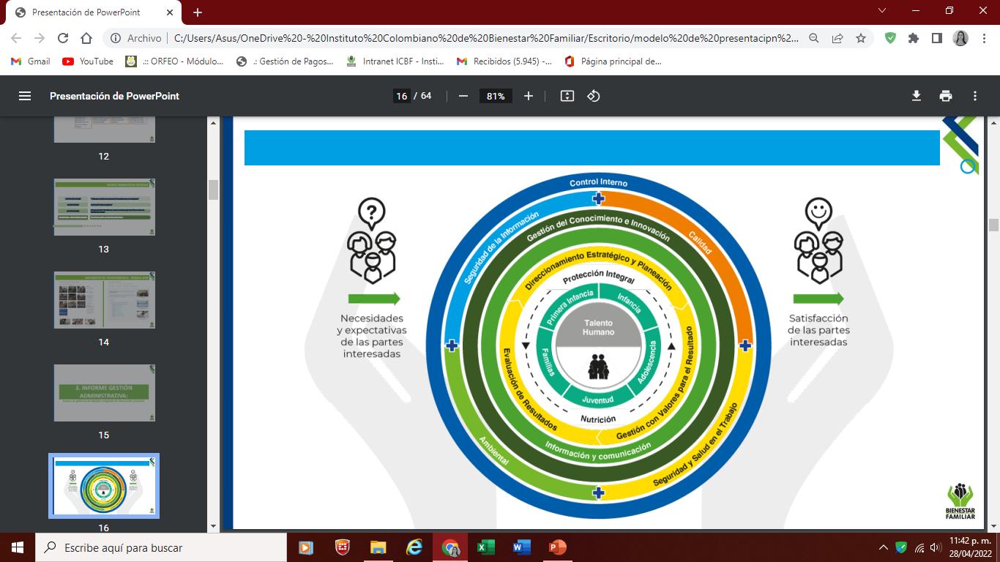 Presentación de PowerPoint
Archivo
C:/Users/Asus/OneDrive%20-%20Instituto%20Colombiano%20de%20Bienestar%20Familiar/Escritorio/modelo%20de%20presentacipn%2...
Gmail
YouTube
.:: ORFEO - Módulo...
.: Gestión de Pagos...
Intranet ICBF - Insti...
Recibidos (5.945) -...
Página principal de...
Presentación de PowerPoint
16 / 64
81%
12
13
14
3. INFORME GESTIÓN
ADMINISTRATIVA:
15
16
Control Interno
Seguridad de la Información
Calidad
Gestión del Conocimiento e Innovación
Direccionamiento Estratégico y Planeación
Protección Integral
Primera Infancia
Infancia
Talento
Humano
Familias
Adolescencia
Juventud
Nutrición
Evaluación de Resultados
Gestión con Valores para el Resultado
Información y comunicación
Ambiental
Seguridad y Salud en el Trabajo
?
Necesidades
y expectativas
de las partes
interesadas
Satisfacción
de las partes
interesadas
BIENESTAR
FAMILIAR
Escribe aquí para buscar
11:42 p. m.
28/04/2022